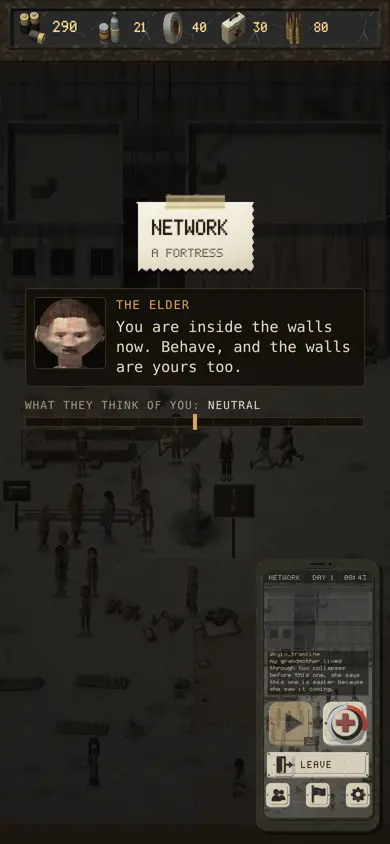 290 21 40 30 80
NETWORK
A FORTRESS
THE ELDER
You are inside the walls
now. Behave, and the walls
are yours too.
WHAT THEY THINK OF YOU: NEUTRAL
NETWORK DAY 1 08:43
my grandmother lived
through two collapses
before this one. she says
this one is easier because
she saw it coming.
LEAVE